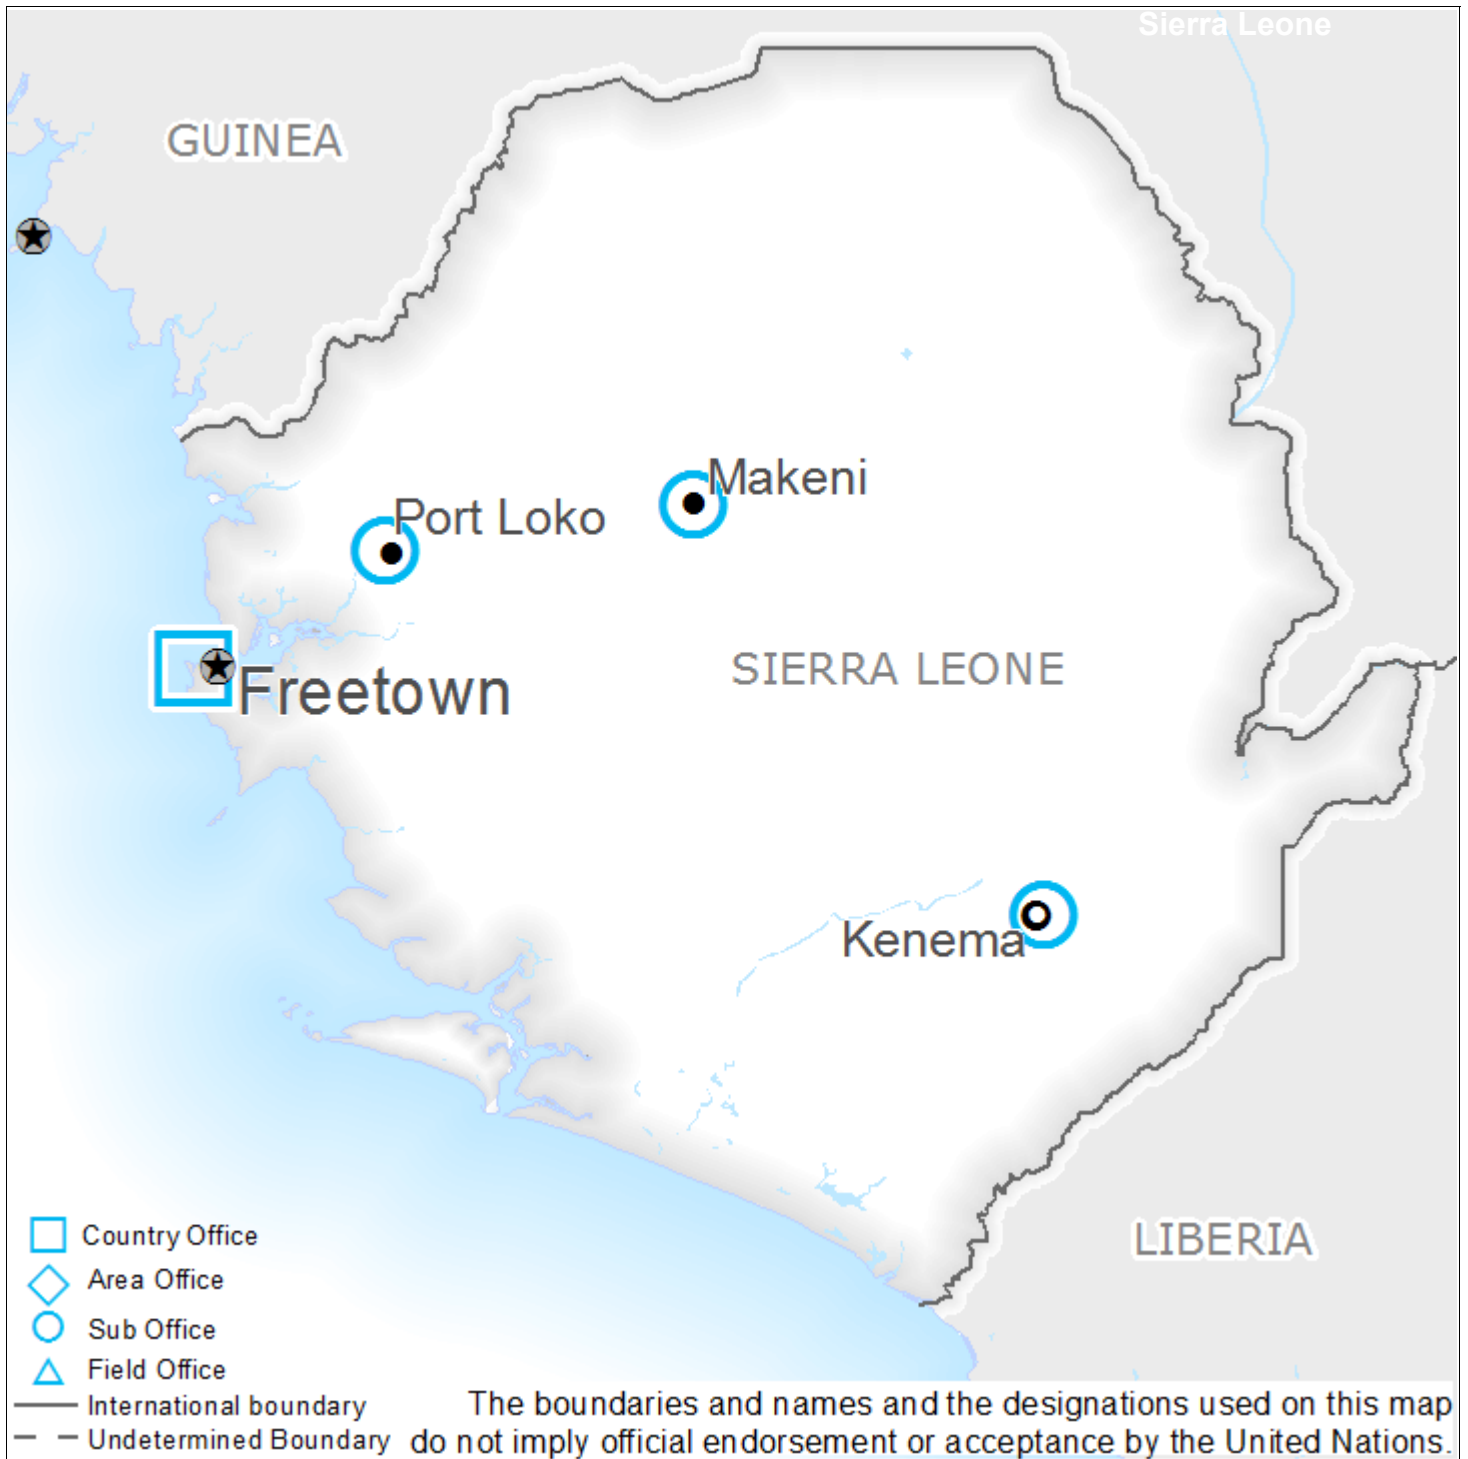 Sierra Leone
GUINEA
Makeni
Port Loko
SIERRA LEONE
Freetown
Kenema
LIBERIA
Country Office
Area Office
Sub Office
Field Office
International boundary
Undetermined Boundary
The boundaries and names and the designations used on this map
do not imply official endorsement or acceptance by the United Nations.